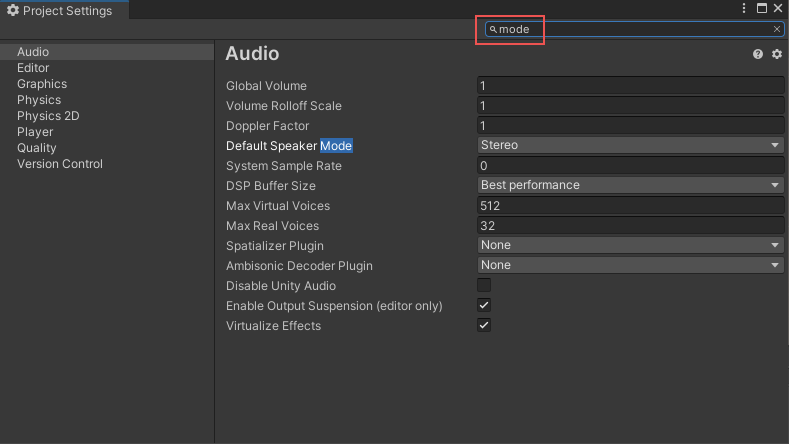 Project Settings
mode
Audio
Editor
Graphics
Physics
Physics 2D
Player
Quality
Version Control
Audio
Global Volume 1
Volume Rolloff Scale 1
Doppler Factor 1
Default Speaker Mode Stereo
System Sample Rate 0
DSP Buffer Size Best performance
Max Virtual Voices 512
Max Real Voices 32
Spatializer Plugin None
Ambisonic Decoder Plugin None
Disable Unity Audio
Enable Output Suspension (editor only)
Virtualize Effects